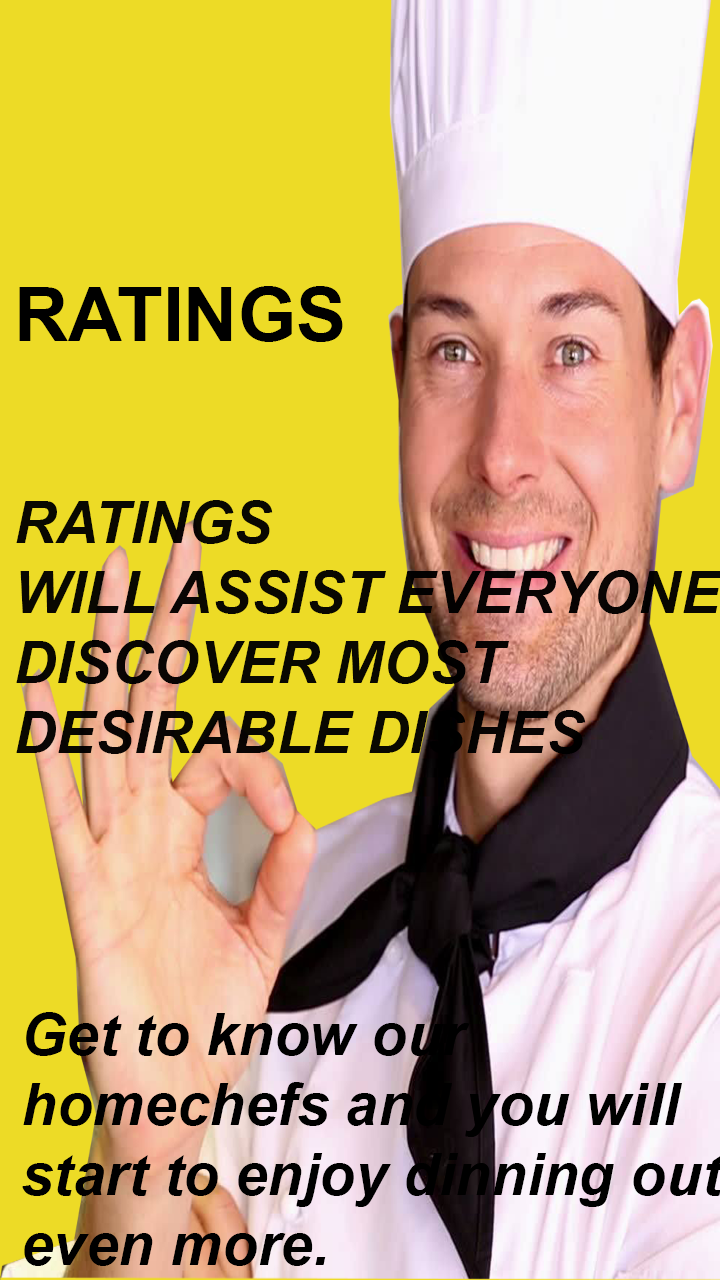 RATINGS
RATINGS
WILL ASSIST EVERYONE
DISCOVER MOST
DESIRABLE DISHES
Get to know our
homechefs and you will
start to enjoy dinning out
even more.